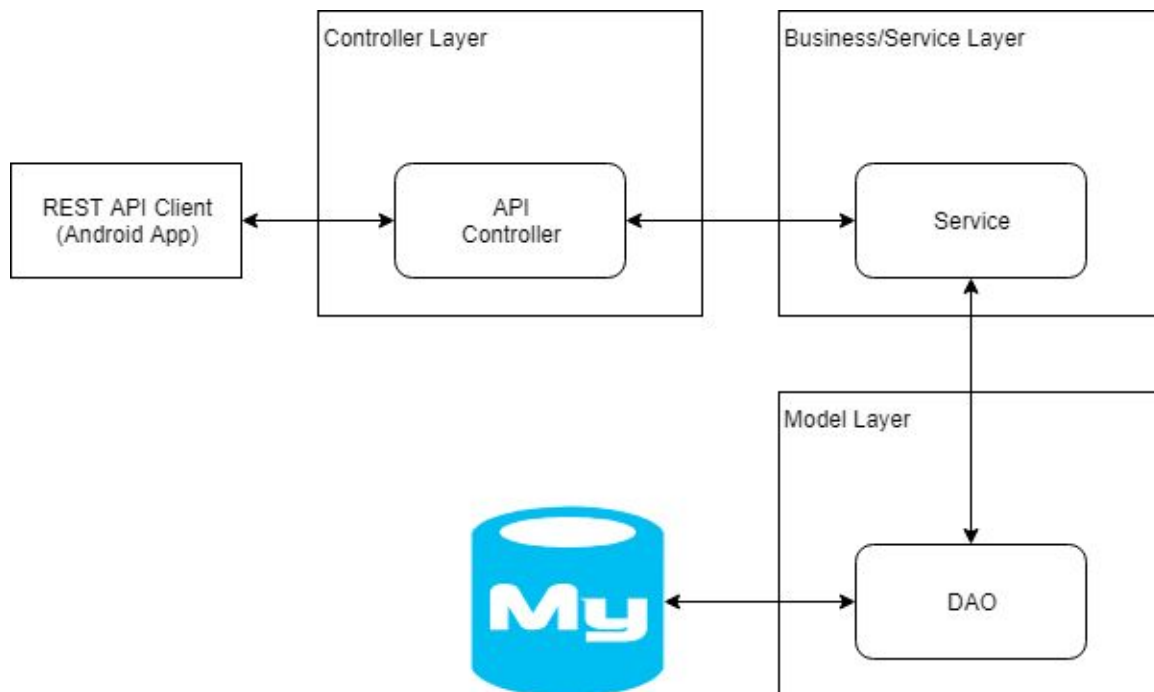 Controller Layer
Business/Service Layer
REST API Client
(Android App)
API
Controller
Service
Model Layer
My
DAO